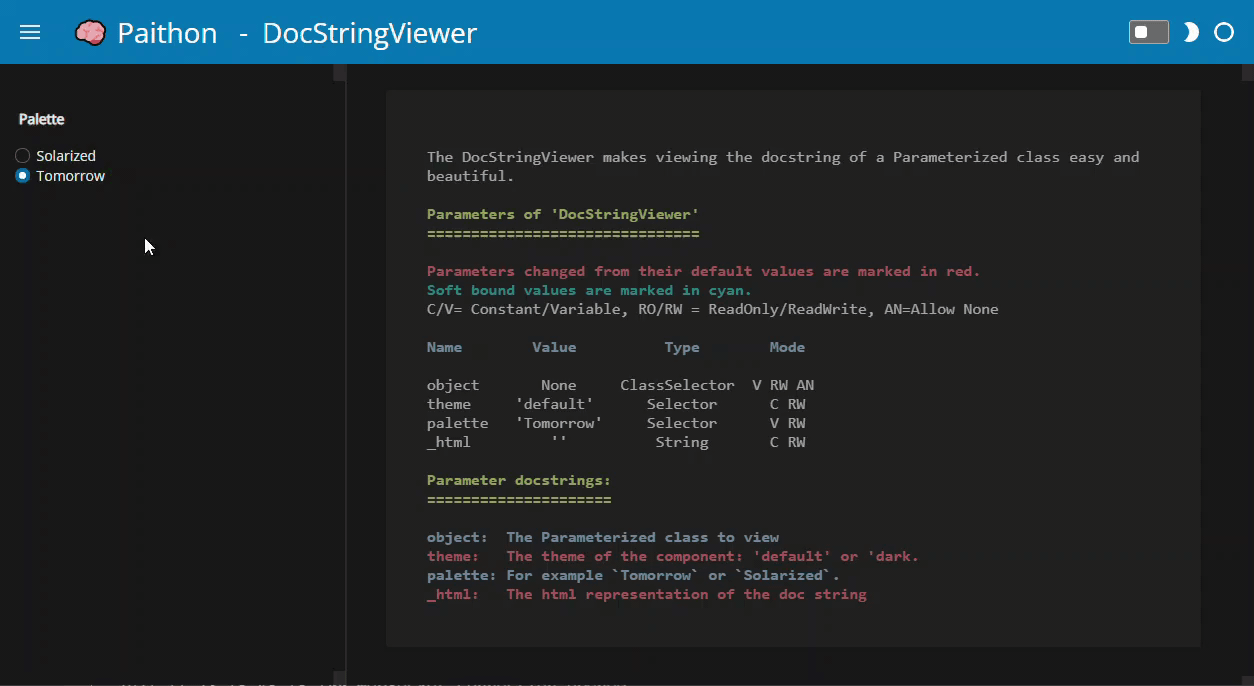 Paithon - DocStringViewer
Palette
Solarized
Tomorrow
The DocStringViewer makes viewing the docstring of a Parameterized class easy and
beautiful.
Parameters of 'DocStringViewer'
===============================
Parameters changed from their default values are marked in red.
Soft bound values are marked in cyan.
C/V= Constant/Variable, RO/RW = ReadOnly/ReadWrite, AN=Allow None
Name Value Type Mode
object None ClassSelector V RW AN
theme 'default' Selector C RW
palette 'Tomorrow' Selector V RW
_html '' String C RW
Parameter docstrings:
=====================
object: The Parameterized class to view
theme: The theme of the component: 'default' or 'dark.
palette: For example `Tomorrow` or `Solarized`.
_html: The html representation of the doc string